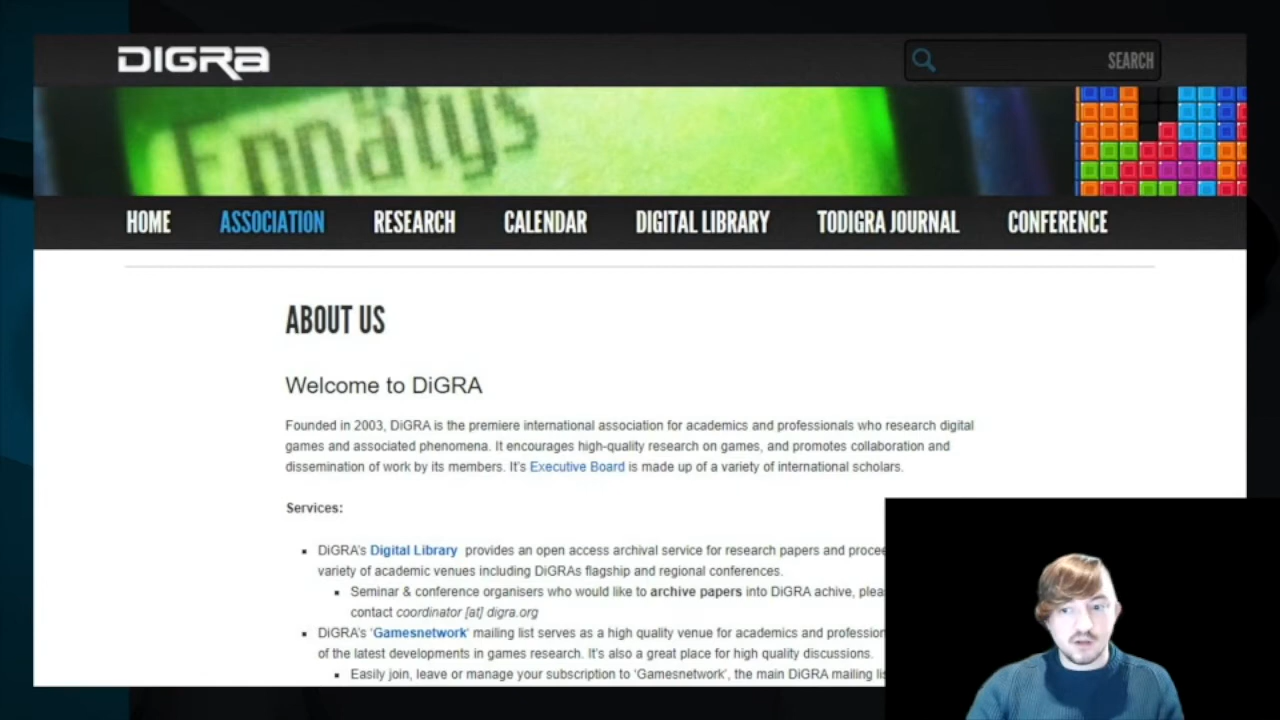 DIGRA
SEARCH
Eppatys
HOME ASSOCIATION RESEARCH CALENDAR DIGITAL LIBRARY TODIGRA JOURNAL CONFERENCE
ABOUT US
Welcome to DiGRA
Founded in 2003, DiGRA is the premiere international association for academics and professionals who research digital
games and associated phenomena. It encourages high-quality research on games, and promotes collaboration and
dissemination of work by its members. It's Executive Board is made up of a variety of international scholars.
Services:
DiGRA's Digital Library provides an open access archival service for research papers and procee
variety of academic venues including DiGRAs flagship and regional conferences.
Seminar & conference organisers who would like to archive papers into DiGRA achive, plea
contact coordinator [at] digra.org
DiGRA's 'Gamesnetwork' mailing list serves as a high quality venue for academics and profession
of the latest developments in games research. It's also a great place for high quality discussions.
Easily join, leave or manage your subscription to 'Gamesnetwork', the main DiGRA mailing li